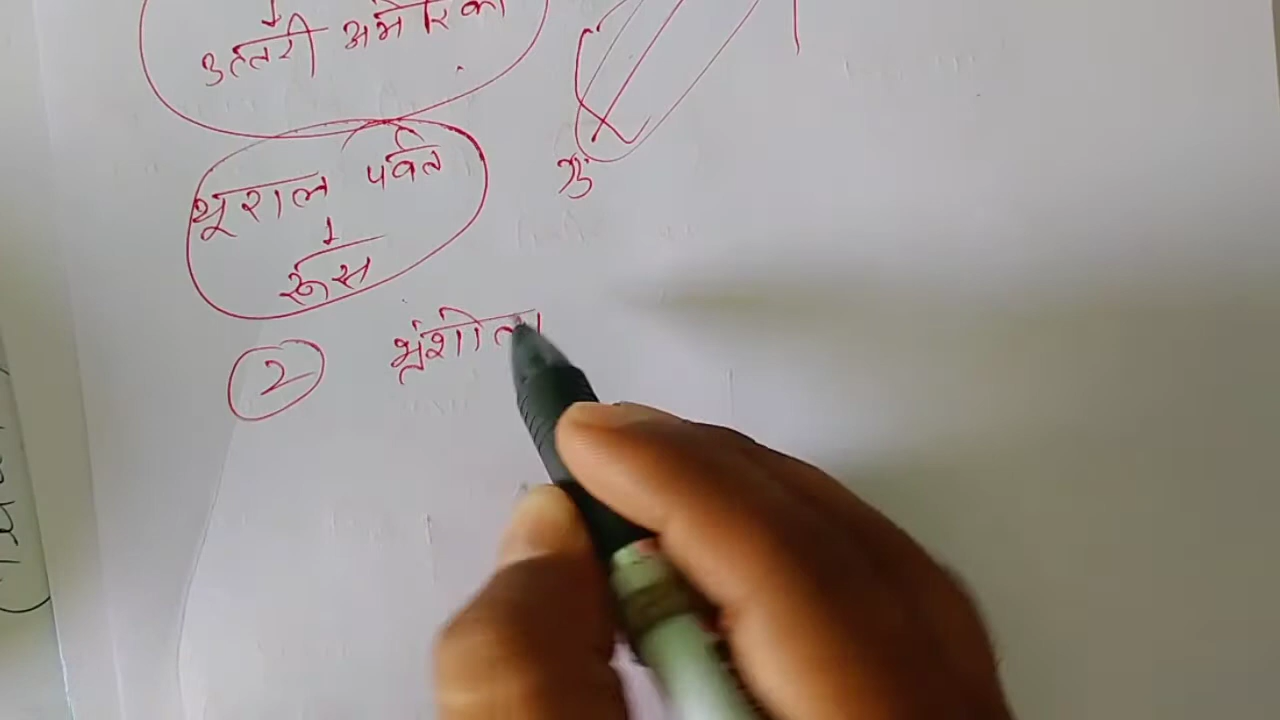 ↓
उत्तरी अमेरिका
यूराल पर्वत
↓
रूस
② भ्रंशोत्थ